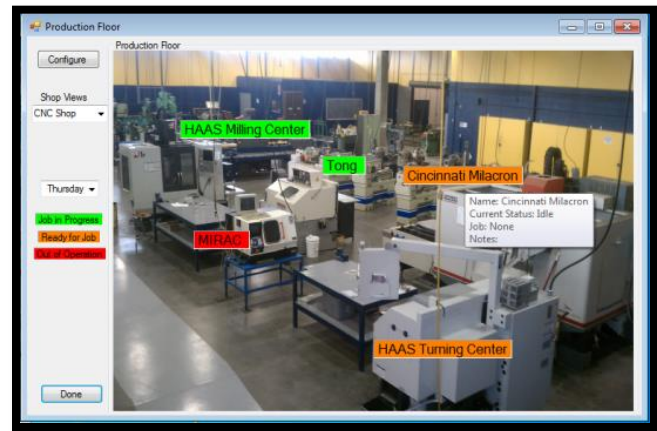 Production Floor
Configure
Production Floor
Shop Views
CNC Shop
Thursday
Job in Progress
Ready for Job
Out of Operation
Done
HAAS Milling Center
Tong
Cincinnati Milacron
Name: Cincinnati Milacron
Current Status: Idle
Job: None
Notes:
MIRAC
HAAS Turning Center